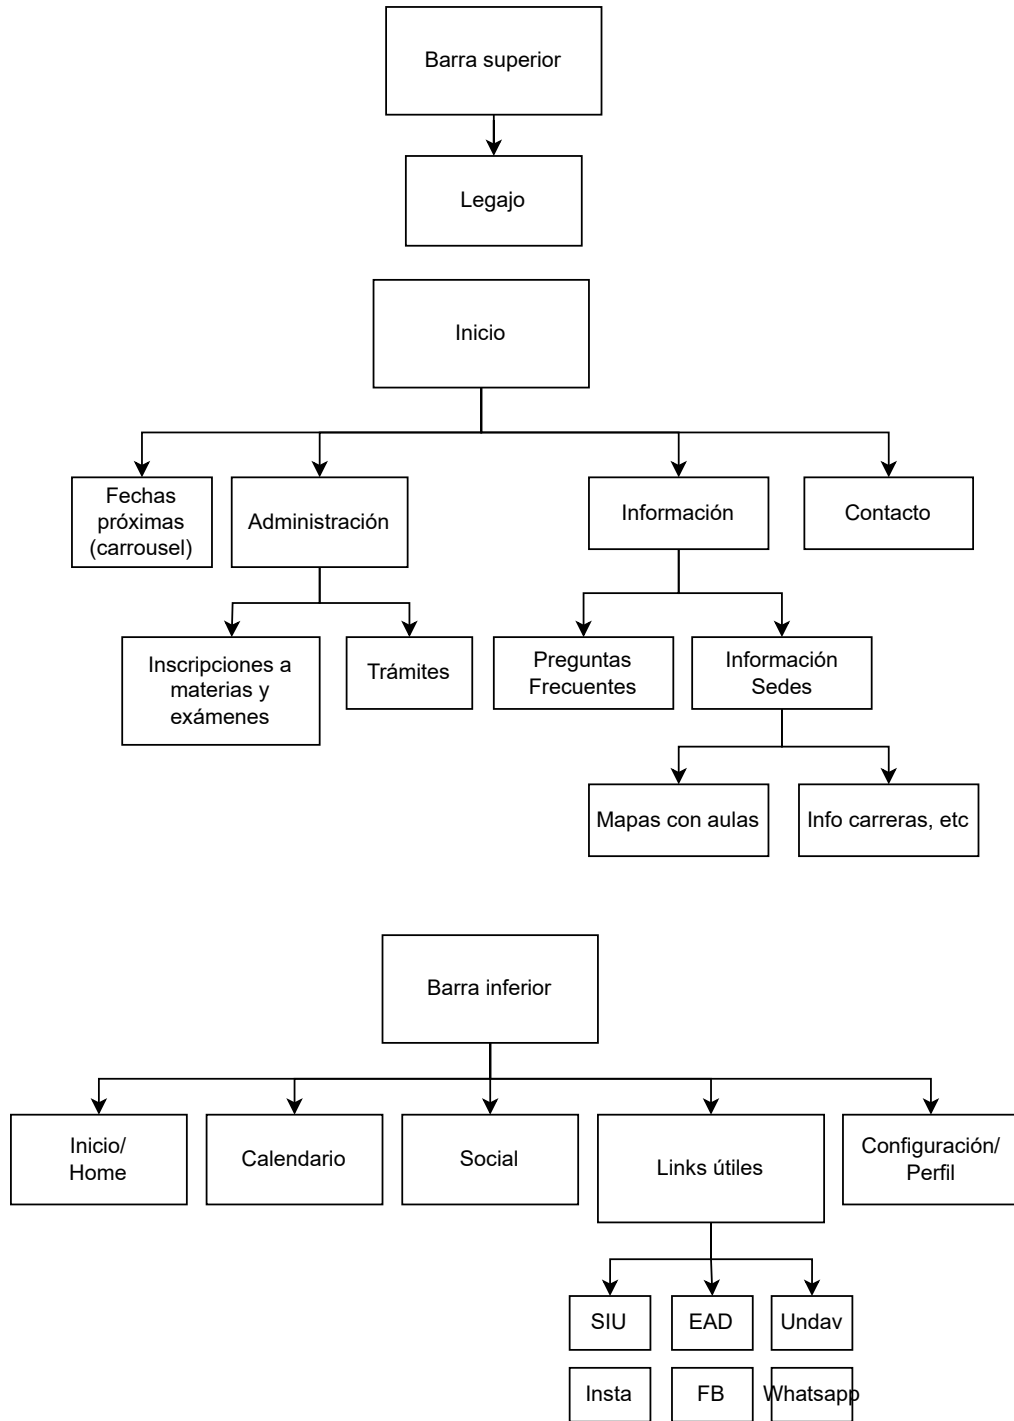 Barra superior
Legajo
Inicio
Fechas
próximas
(carrousel)
Administración
Información
Contacto
Inscripciones a
materias y
exámenes
Trámites
Preguntas
Frecuentes
Información
Sedes
Mapas con aulas
Info carreras, etc
Barra inferior
Inicio/
Home
Calendario
Social
Links útiles
Configuración/
Perfil
SIU
EAD
Undav
Insta
FB
Whatsapp